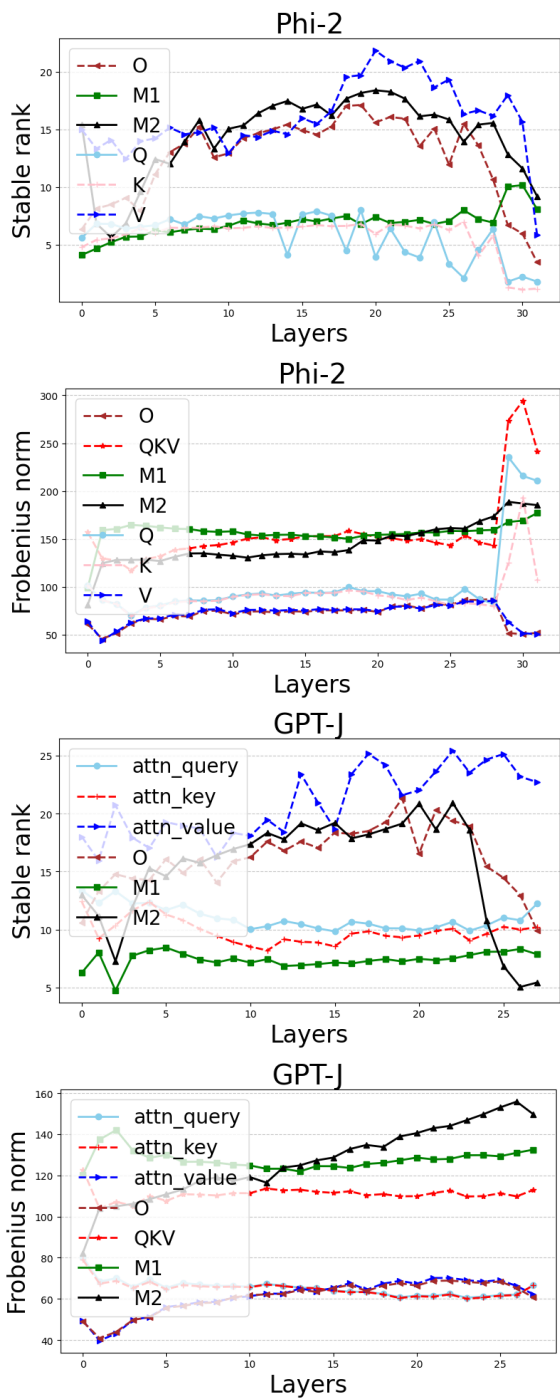 Phi-2
Stable rank
20
15
10
5
O
M1
M2
Q
K
V
0 5 10 15 20 25 30
Layers
Phi-2
Frobenius norm
300
250
200
150
100
50
O
QKV
M1
M2
Q
K
V
0 5 10 15 20 25 30
Layers
GPT-J
Stable rank
25
20
15
10
5
attn_query
attn_key
attn_value
O
M1
M2
0 5 10 15 20 25
Layers
GPT-J
Frobenius norm
160
140
120
100
80
60
40
attn_query
attn_key
attn_value
O
QKV
M1
M2
0 5 10 15 20 25
Layers